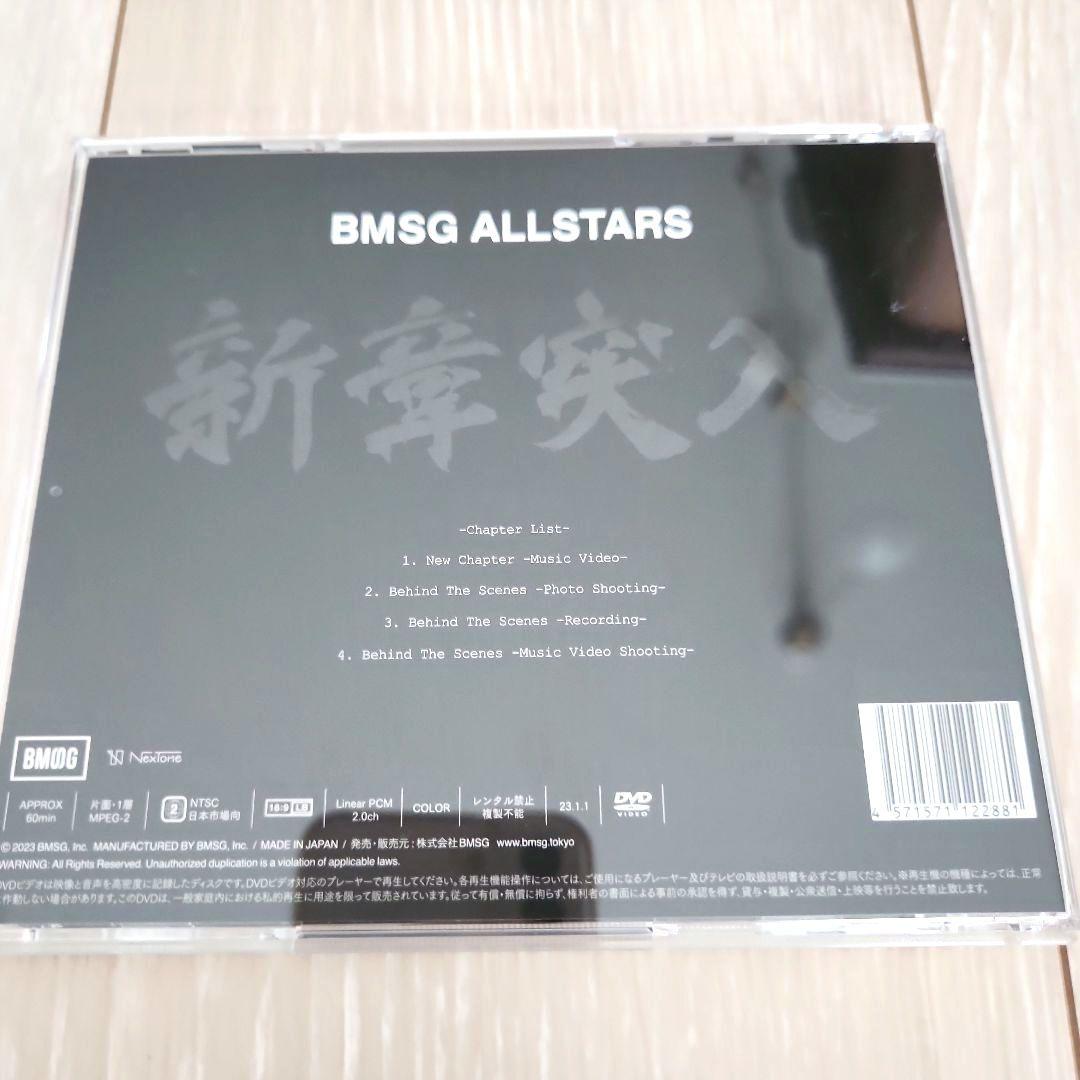 BMSG ALLSTARS
新章突入
-Chapter List-
1. New Chapter -Music Video-
2. Behind The Scenes -Photo Shooting-
3. Behind The Scenes -Recording-
4. Behind The Scenes -Music Video Shooting-
BMSG
NexTone
APPROX 60min
片面・1層 MPEG-2
2 NTSC 日本市場向
16:9 LB
Linear PCM 2.0ch
COLOR
レンタル禁止 複製不能
23.1.1
DVD VIDEO
4 571571 122881
© 2023 BMSG, Inc. MANUFACTURED BY BMSG, Inc. / MADE IN JAPAN / 発売・販売元:株式会社BMSG www.bmsg.tokyo
WARNING: All Rights Reserved. Unauthorized duplication is a violation of applicable laws.
DVDビデオは映像と音声を高密度に記録したディスクです。DVDビデオ対応のプレーヤーで再生してください。各再生機能操作については、ご使用になるプレーヤー及びテレビの取扱説明書を必ずご参照ください。※再生機の機種によっては、正常
に作動しない場合があります。このDVDは、一般家庭内における私的再生に用途を限って販売されています。従って有償・無償に拘らず、権利者の書面による事前の承認を得ず、貸与・複製・公衆送信・上映等を行うことを禁止致します。